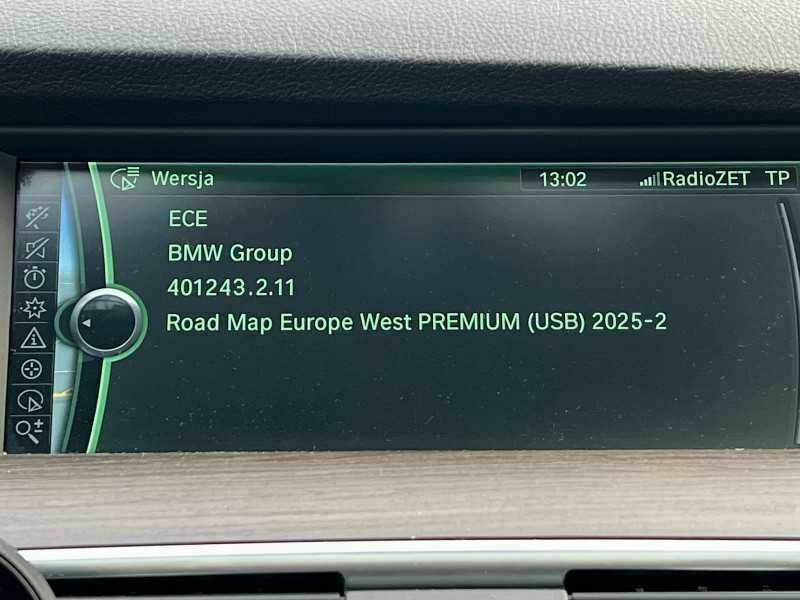 Wersja 13:02 RadioZET TP
ECE
BMW Group
401243.2.11
Road Map Europe West PREMIUM (USB) 2025-2